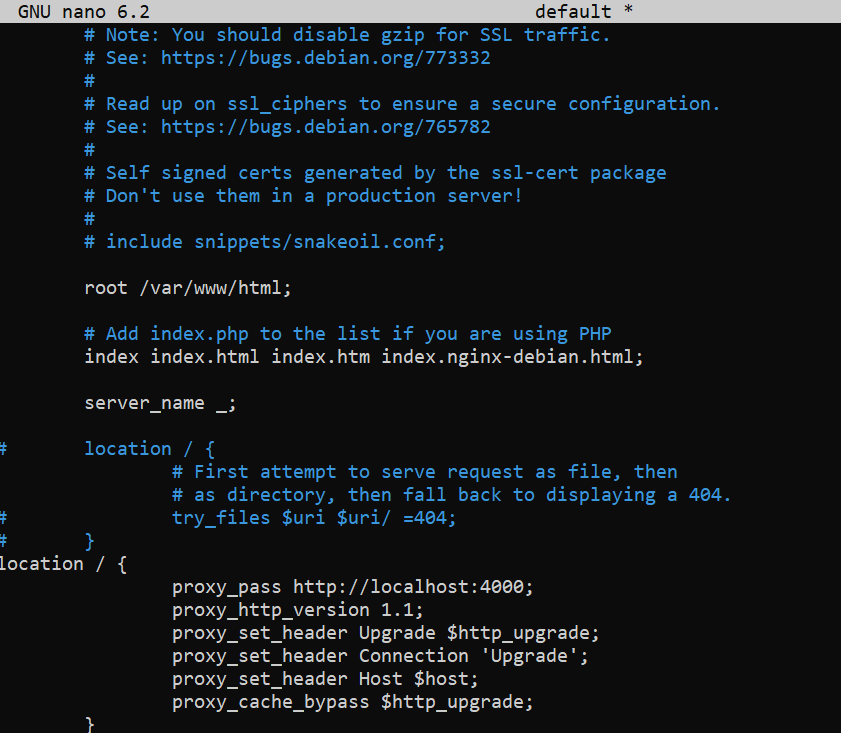 GNU nano 6.2 default *
# Note: You should disable gzip for SSL traffic.
# See: https://bugs.debian.org/773332
#
# Read up on ssl_ciphers to ensure a secure configuration.
# See: https://bugs.debian.org/765782
#
# Self signed certs generated by the ssl-cert package
# Don't use them in a production server!
#
# include snippets/snakeoil.conf;
root /var/www/html;
# Add index.php to the list if you are using PHP
index index.html index.htm index.nginx-debian.html;
server_name _;
# location / {
# First attempt to serve request as file, then
# as directory, then fall back to displaying a 404.
# try_files $uri $uri/ =404;
# }
location / {
proxy_pass http://localhost:4000;
proxy_http_version 1.1;
proxy_set_header Upgrade $http_upgrade;
proxy_set_header Connection 'Upgrade';
proxy_set_header Host $host;
proxy_cache_bypass $http_upgrade;
}